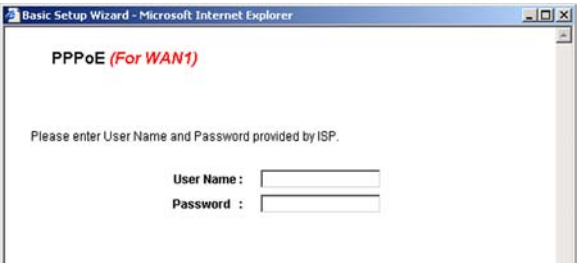 Basic Setup Wizard - Microsoft Internet Explorer
PPPoE (For WAN1)
Please enter User Name and Password provided by ISP.
User Name :
Password :